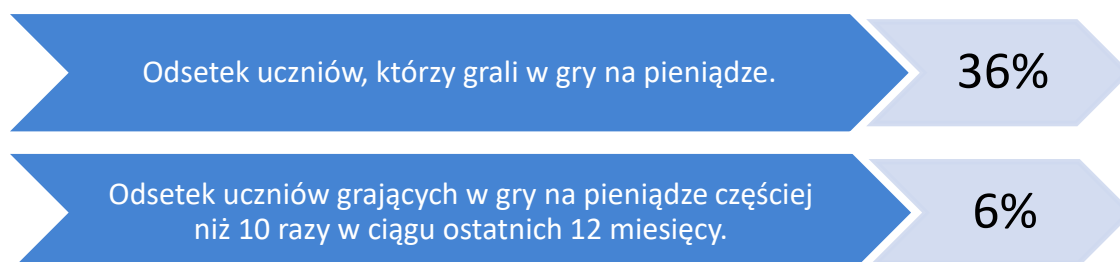 Odsetek uczniów, którzy grali w gry na pieniądze.
36%
Odsetek uczniów grających w gry na pieniądze częściej
niż 10 razy w ciągu ostatnich 12 miesięcy.
6%